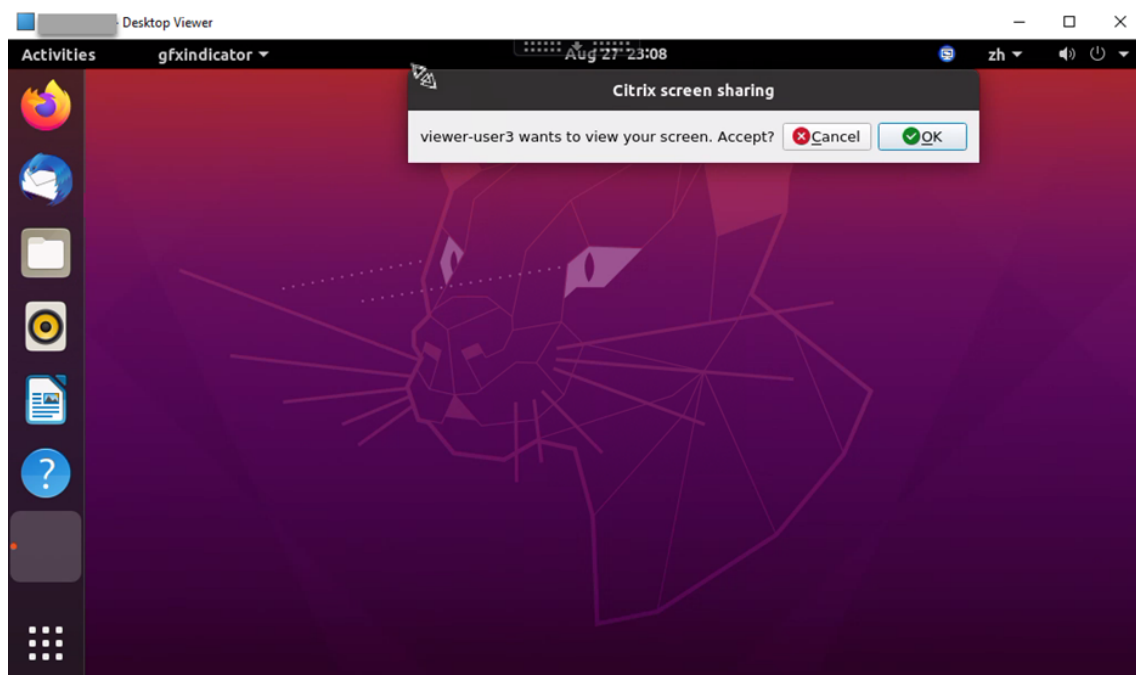 Desktop Viewer
Activities gfxindicator Aug 27 23:08 zh
Citrix screen sharing
viewer-user3 wants to view your screen. Accept? Cancel OK
?